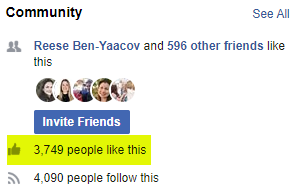 Community See All
Reese Ben-Yaacov and 596 other friends like
this
Invite Friends
3,749 people like this
4,090 people follow this